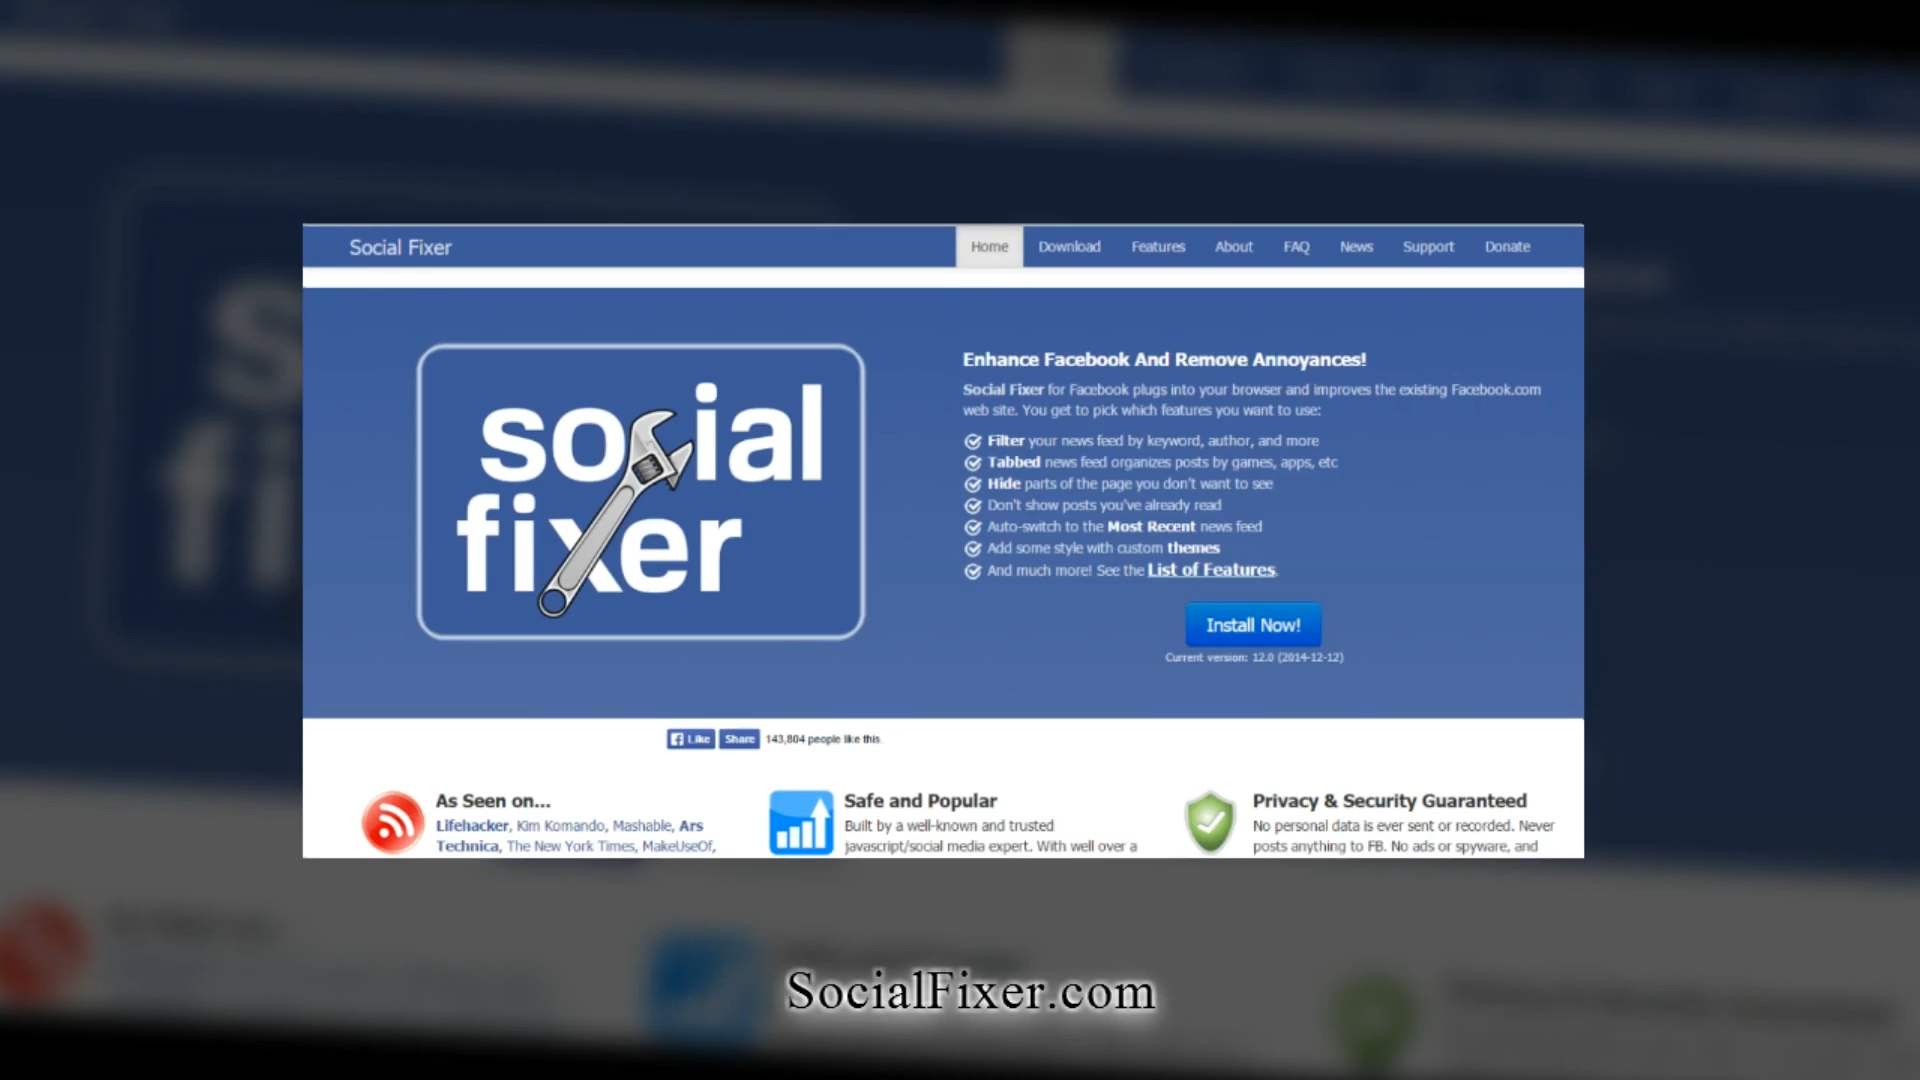 Social Fixer
Home Download Features About FAQ News Support Donate
social
fixer
Enhance Facebook And Remove Annoyances!
Social Fixer for Facebook plugs into your browser and improves the existing Facebook.com
web site. You get to pick which features you want to use:
Filter your news feed by keyword, author, and more
Tabbed news feed organizes posts by games, apps, etc
Hide parts of the page you don't want to see
Don't show posts you've already read
Auto-switch to the Most Recent news feed
Add some style with custom themes
And much more! See the List of Features.
Install Now!
Current version: 12.0 (2014-12-12)
Like Share 143,804 people like this.
As Seen on...
Lifehacker, Kim Komando, Mashable, Ars
Technica, The New York Times, MakeUseOf,
Safe and Popular
Built by a well-known and trusted
javascript/social media expert. With well over a
Privacy & Security Guaranteed
No personal data is ever sent or recorded. Never
posts anything to FB. No ads or spyware, and
SocialFixer.com